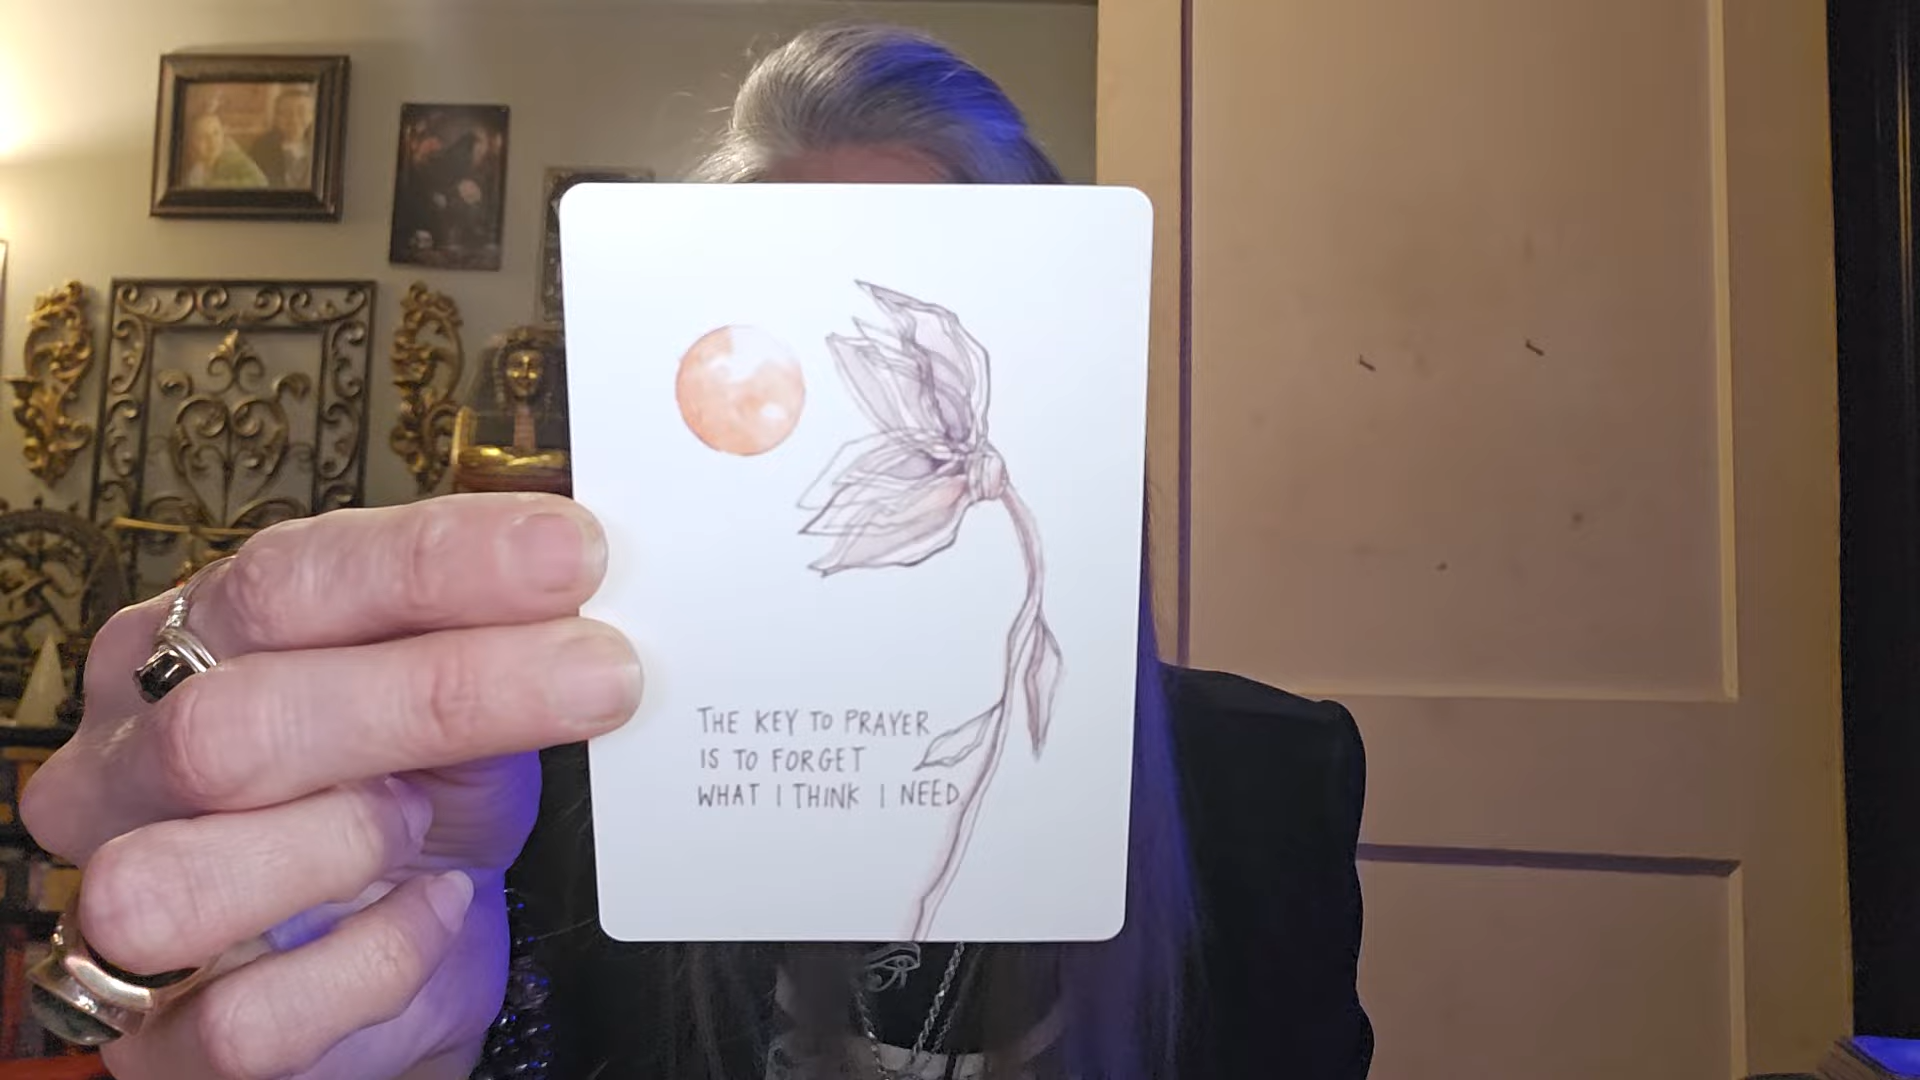 THE KEY TO PRAYER
IS TO FORGET
WHAT I THINK I NEED.